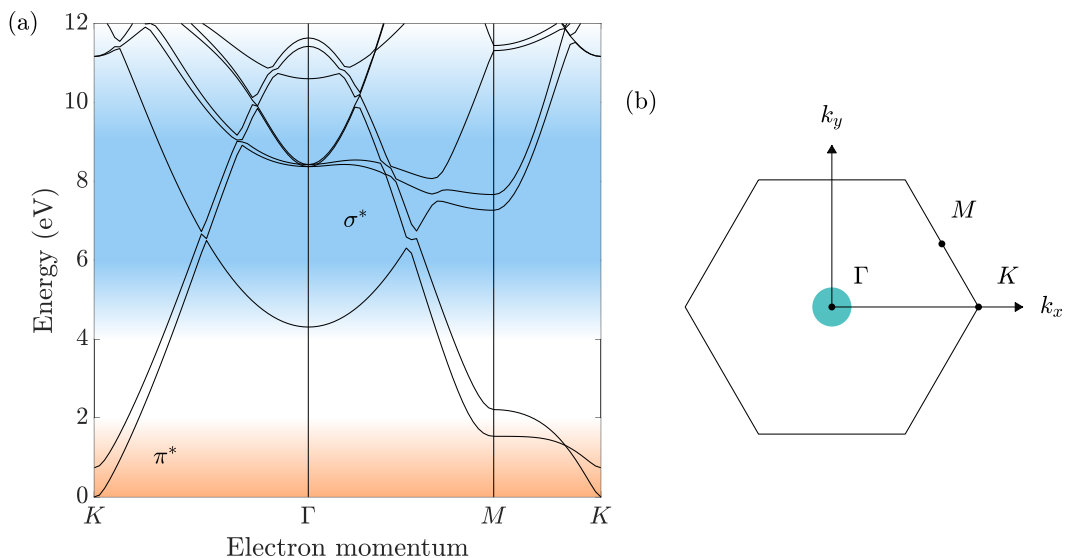 (a)
12
10
8
6
4
2
0
Energy (eV)
σ*
π*
K Γ M K
Electron momentum
(b)
k_y
M
Γ
K
k_x